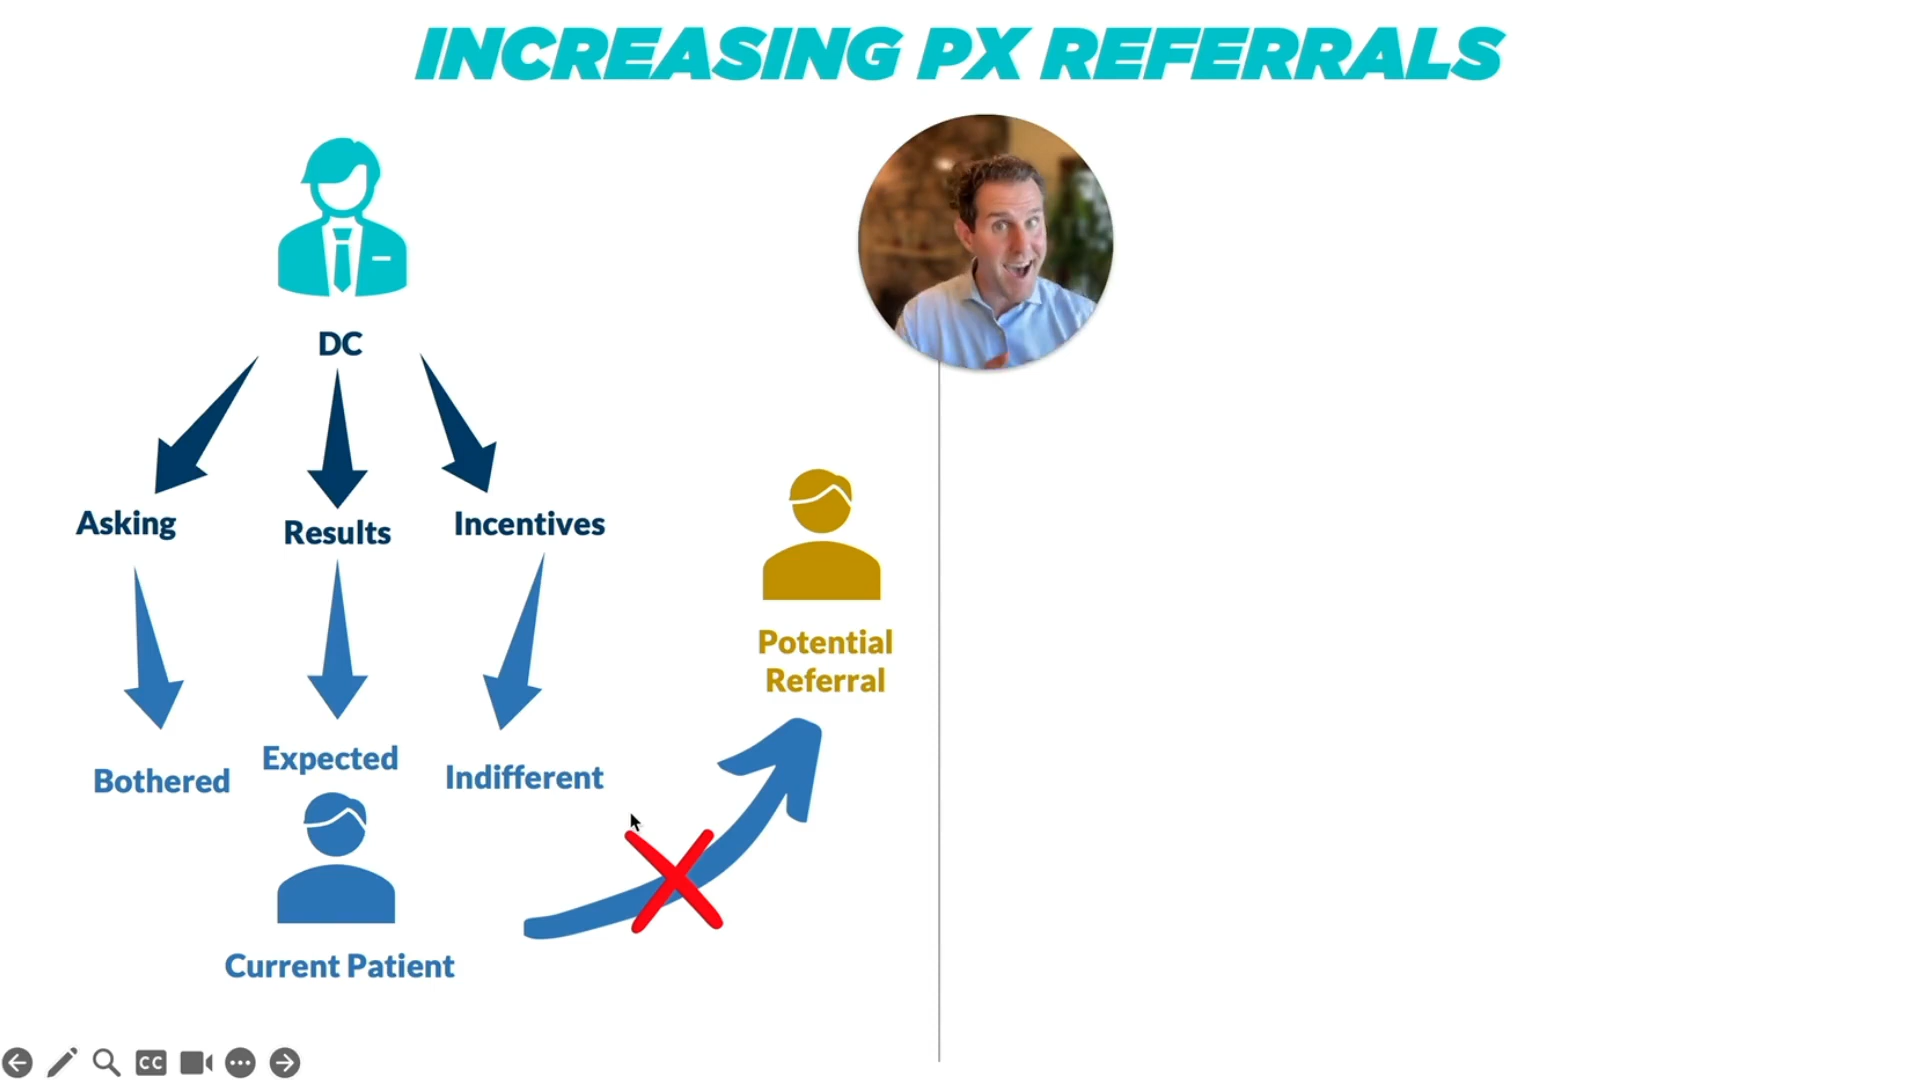 INCREASING PX REFERRALS
DC
Asking
Results
Incentives
Potential
Referral
Bothered
Expected
Indifferent
Current Patient
CC